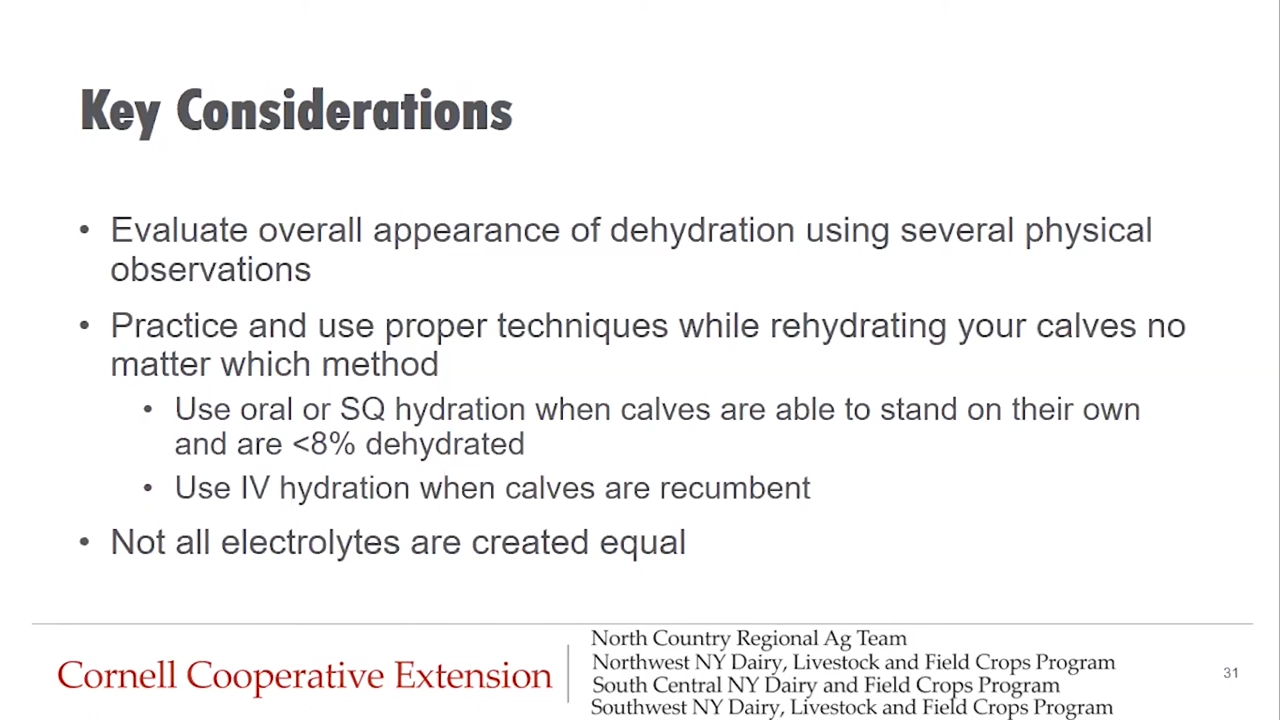 Key Considerations
• Evaluate overall appearance of dehydration using several physical
observations
• Practice and use proper techniques while rehydrating your calves no
matter which method
• Use oral or SQ hydration when calves are able to stand on their own
and are <8% dehydrated
• Use IV hydration when calves are recumbent
• Not all electrolytes are created equal
Cornell Cooperative Extension
North Country Regional Ag Team
Northwest NY Dairy, Livestock and Field Crops Program
South Central NY Dairy and Field Crops Program
Southwest NY Dairy, Livestock and Field Crops Program
31